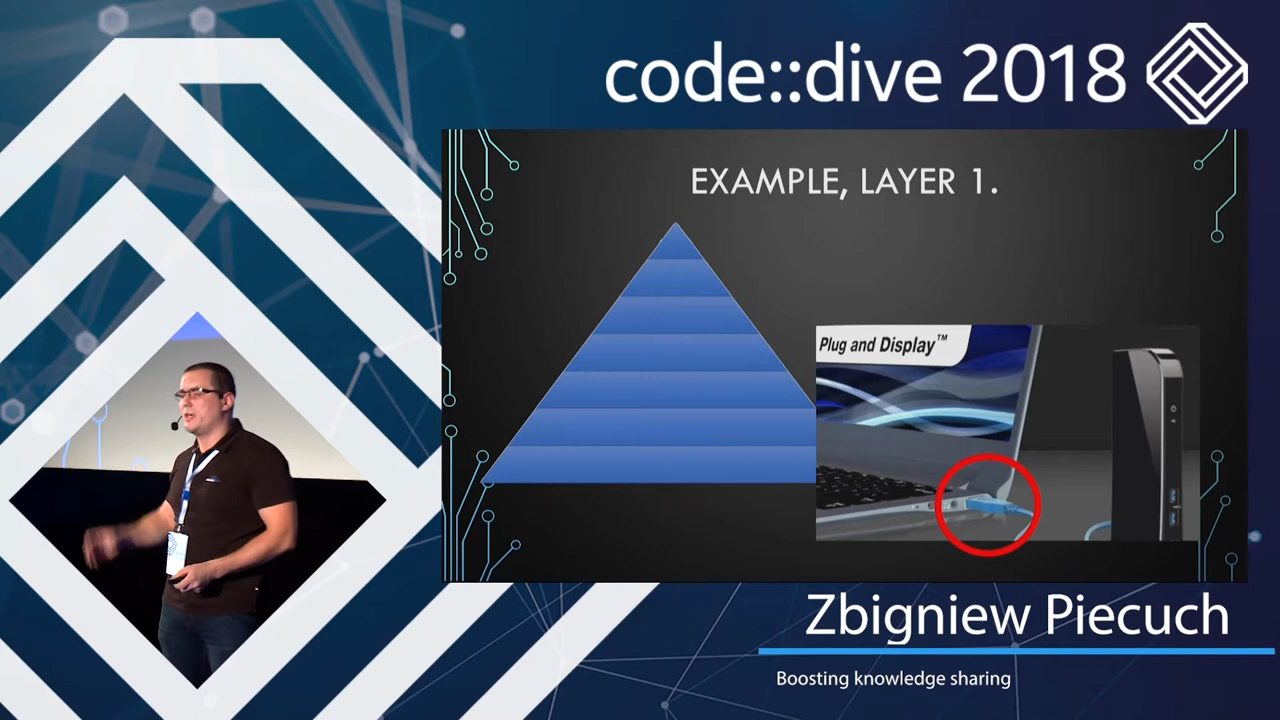 code::dive 2018
EXAMPLE, LAYER 1.
Plug and Display™
Zbigniew Piecuch
Boosting knowledge sharing